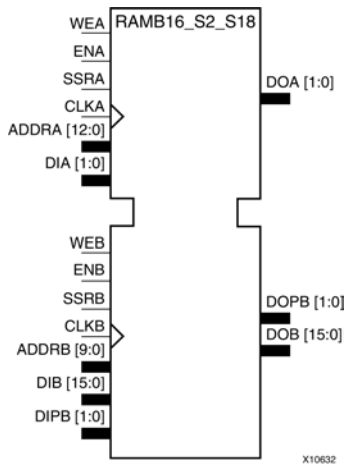 RAMB16_S2_S18
WEA
ENA
SSRA
CLKA
ADDRA [12:0]
DIA [1:0]
DOA [1:0]
WEB
ENB
SSRB
CLKB
ADDRB [9:0]
DIB [15:0]
DIPB [1:0]
DOPB [1:0]
DOB [15:0]
X10632